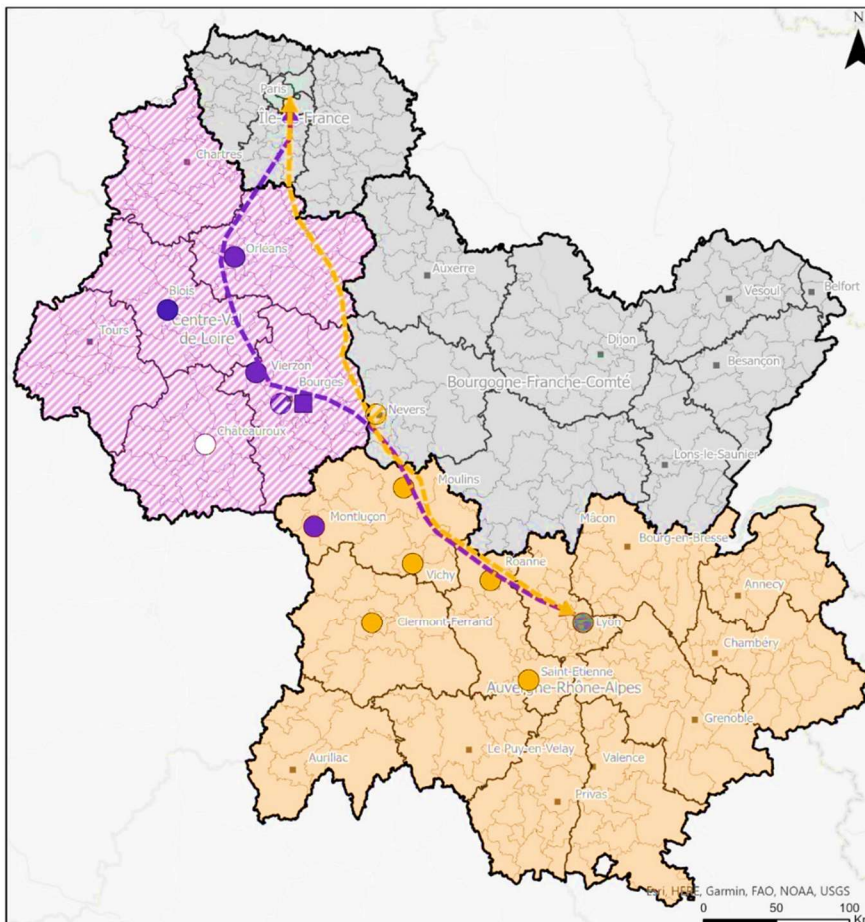 N
Paris
Île-de-France
Chartres
Orléans
Auxerre
Vesoul
Belfort
Blois
Centre-Val
de Loire
Tours
Dijon
Besançon
Vierzon
Bourges
Bourgogne-Franche-Comté
Nevers
Châteauroux
Lons-le-Saunier
Moulins
Montluçon
Mâcon
Bourg-en-Bresse
Roanne
Vichy
Annecy
Clermont-Ferrand
Lyon
Chambéry
Saint-Etienne
Auvergne-Rhône-Alpes
Grenoble
Le Puy-en-Velay
Valence
Aurillac
Privas
Esri, HERE, Garmin, FAO, NOAA, USGS
0 50 100